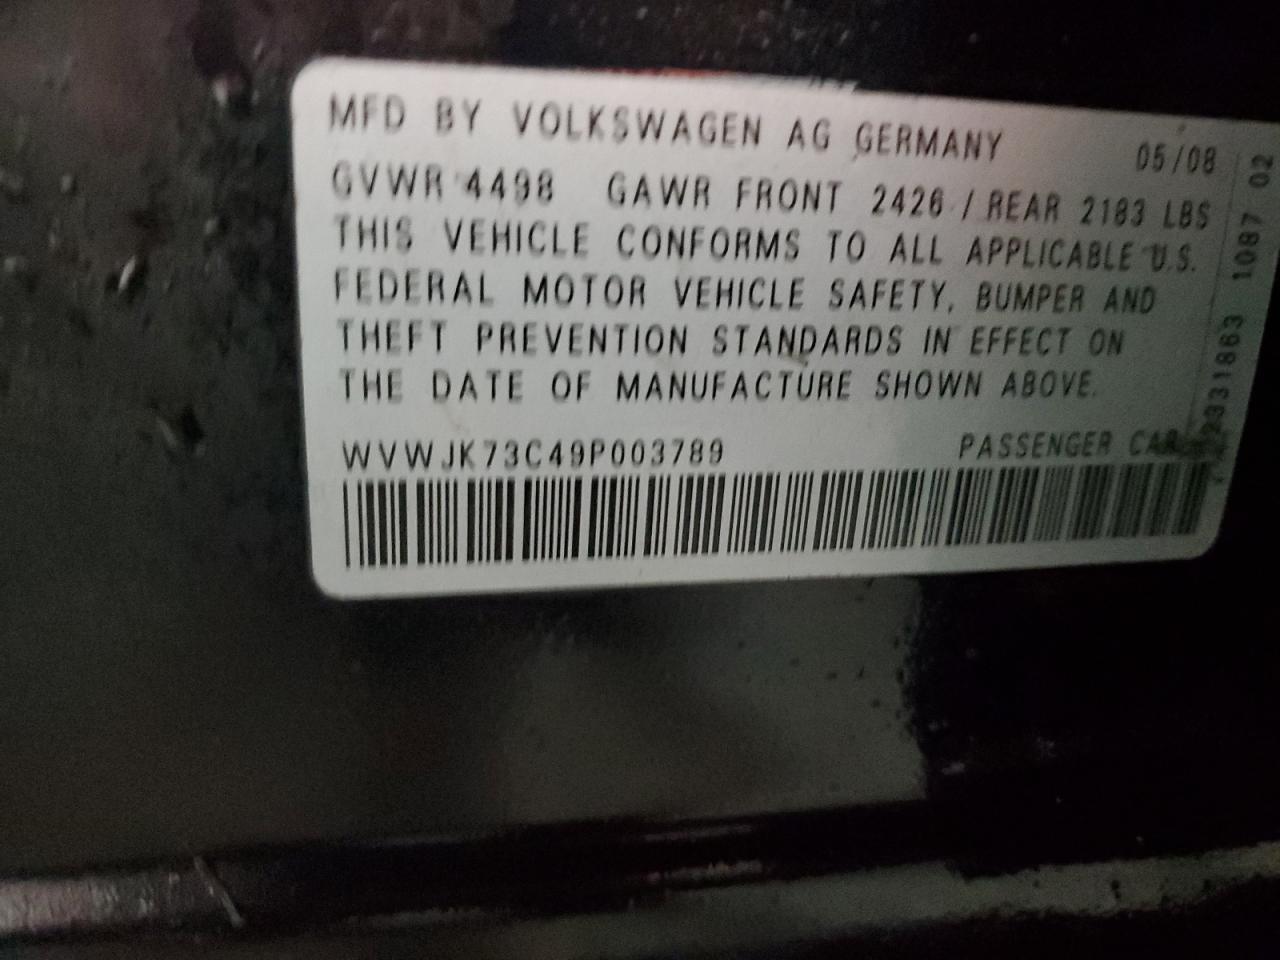 MFD BY VOLKSWAGEN AG GERMANY 05/08
GVWR 4498 GAWR FRONT 2426 / REAR 2183 LBS
THIS VEHICLE CONFORMS TO ALL APPLICABLE U.S.
FEDERAL MOTOR VEHICLE SAFETY, BUMPER AND
THEFT PREVENTION STANDARDS IN EFFECT ON
THE DATE OF MANUFACTURE SHOWN ABOVE.
WVWJK73C49P003789 PASSENGER CAR
1087 02